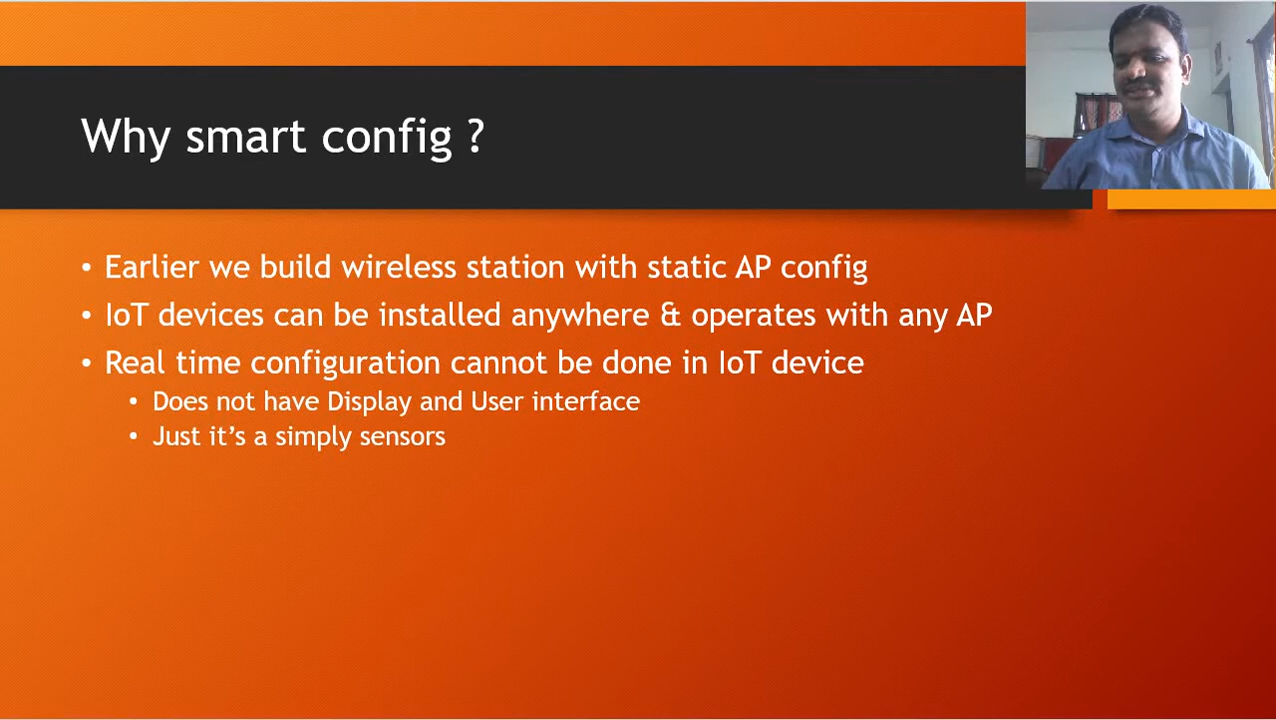 Why smart config ?
• Earlier we build wireless station with static AP config
• IoT devices can be installed anywhere & operates with any AP
• Real time configuration cannot be done in IoT device
• Does not have Display and User interface
• Just it’s a simply sensors